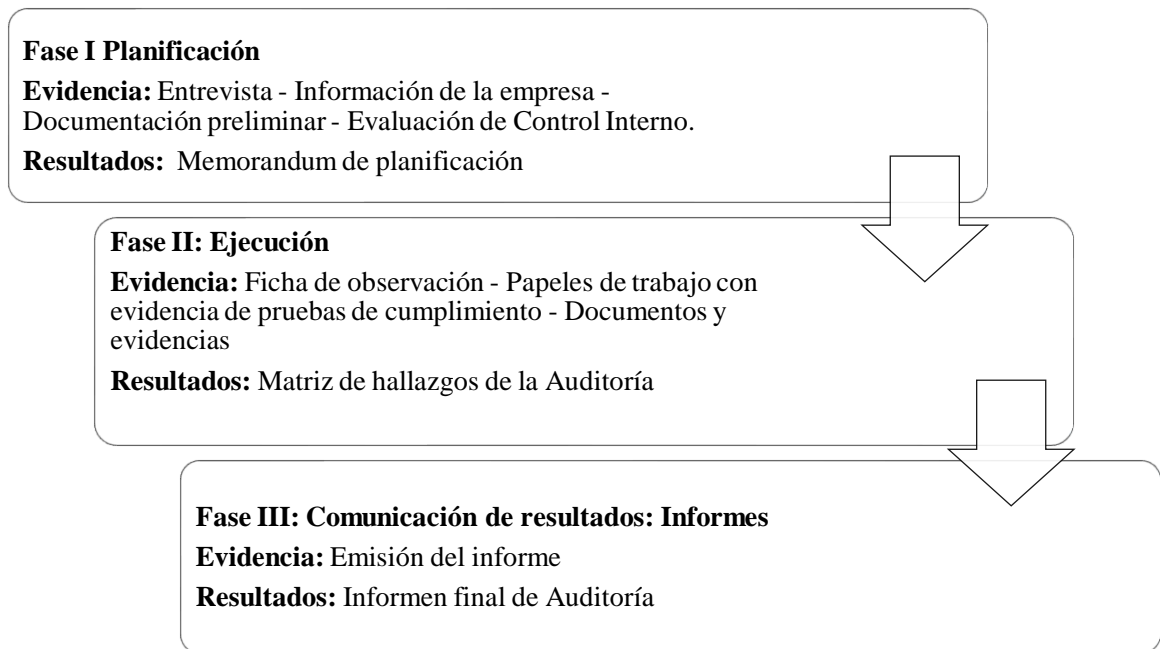 Fase I Planificación
Evidencia: Entrevista - Información de la empresa -
Documentación preliminar - Evaluación de Control Interno.
Resultados: Memorandum de planificación
Fase II: Ejecución
Evidencia: Ficha de observación - Papeles de trabajo con
evidencia de pruebas de cumplimiento - Documentos y
evidencias
Resultados: Matriz de hallazgos de la Auditoría
Fase III: Comunicación de resultados: Informes
Evidencia: Emisión del informe
Resultados: Informen final de Auditoría